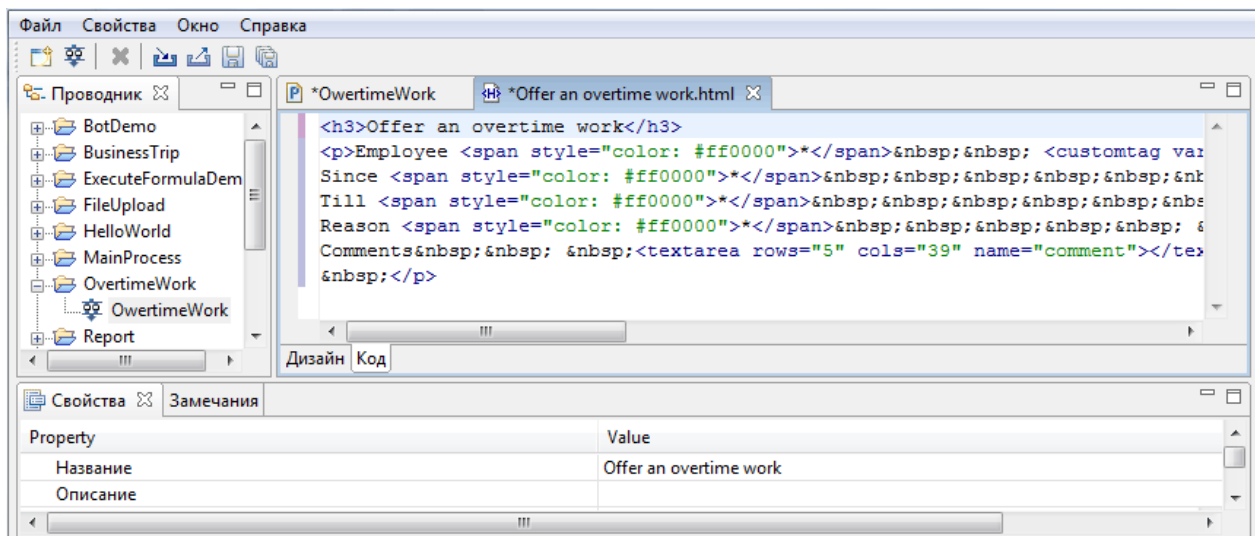 Файл Свойства Окно Справка
Проводник
BotDemo
BusinessTrip
ExecuteFormulaDem
FileUpload
HelloWorld
MainProcess
OvertimeWork
OwertimeWork
Report
*OwertimeWork *Offer an overtime work.html
<h3>Offer an overtime work</h3>
<p>Employee <span style="color: #ff0000">*</span>&nbsp;&nbsp; <customtag var
Since <span style="color: #ff0000">*</span>&nbsp;&nbsp;&nbsp;&nbsp;&nb
Till <span style="color: #ff0000">*</span>&nbsp;&nbsp;&nbsp;&nbsp;&nbs
Reason <span style="color: #ff0000">*</span>&nbsp;&nbsp;&nbsp;&nbsp; &
Comments&nbsp;&nbsp; &nbsp;<textarea rows="5" cols="39" name="comment"></tex
&nbsp;</p>
Дизайн Код
Свойства Замечания
Property Value
Название Offer an overtime work
Описание